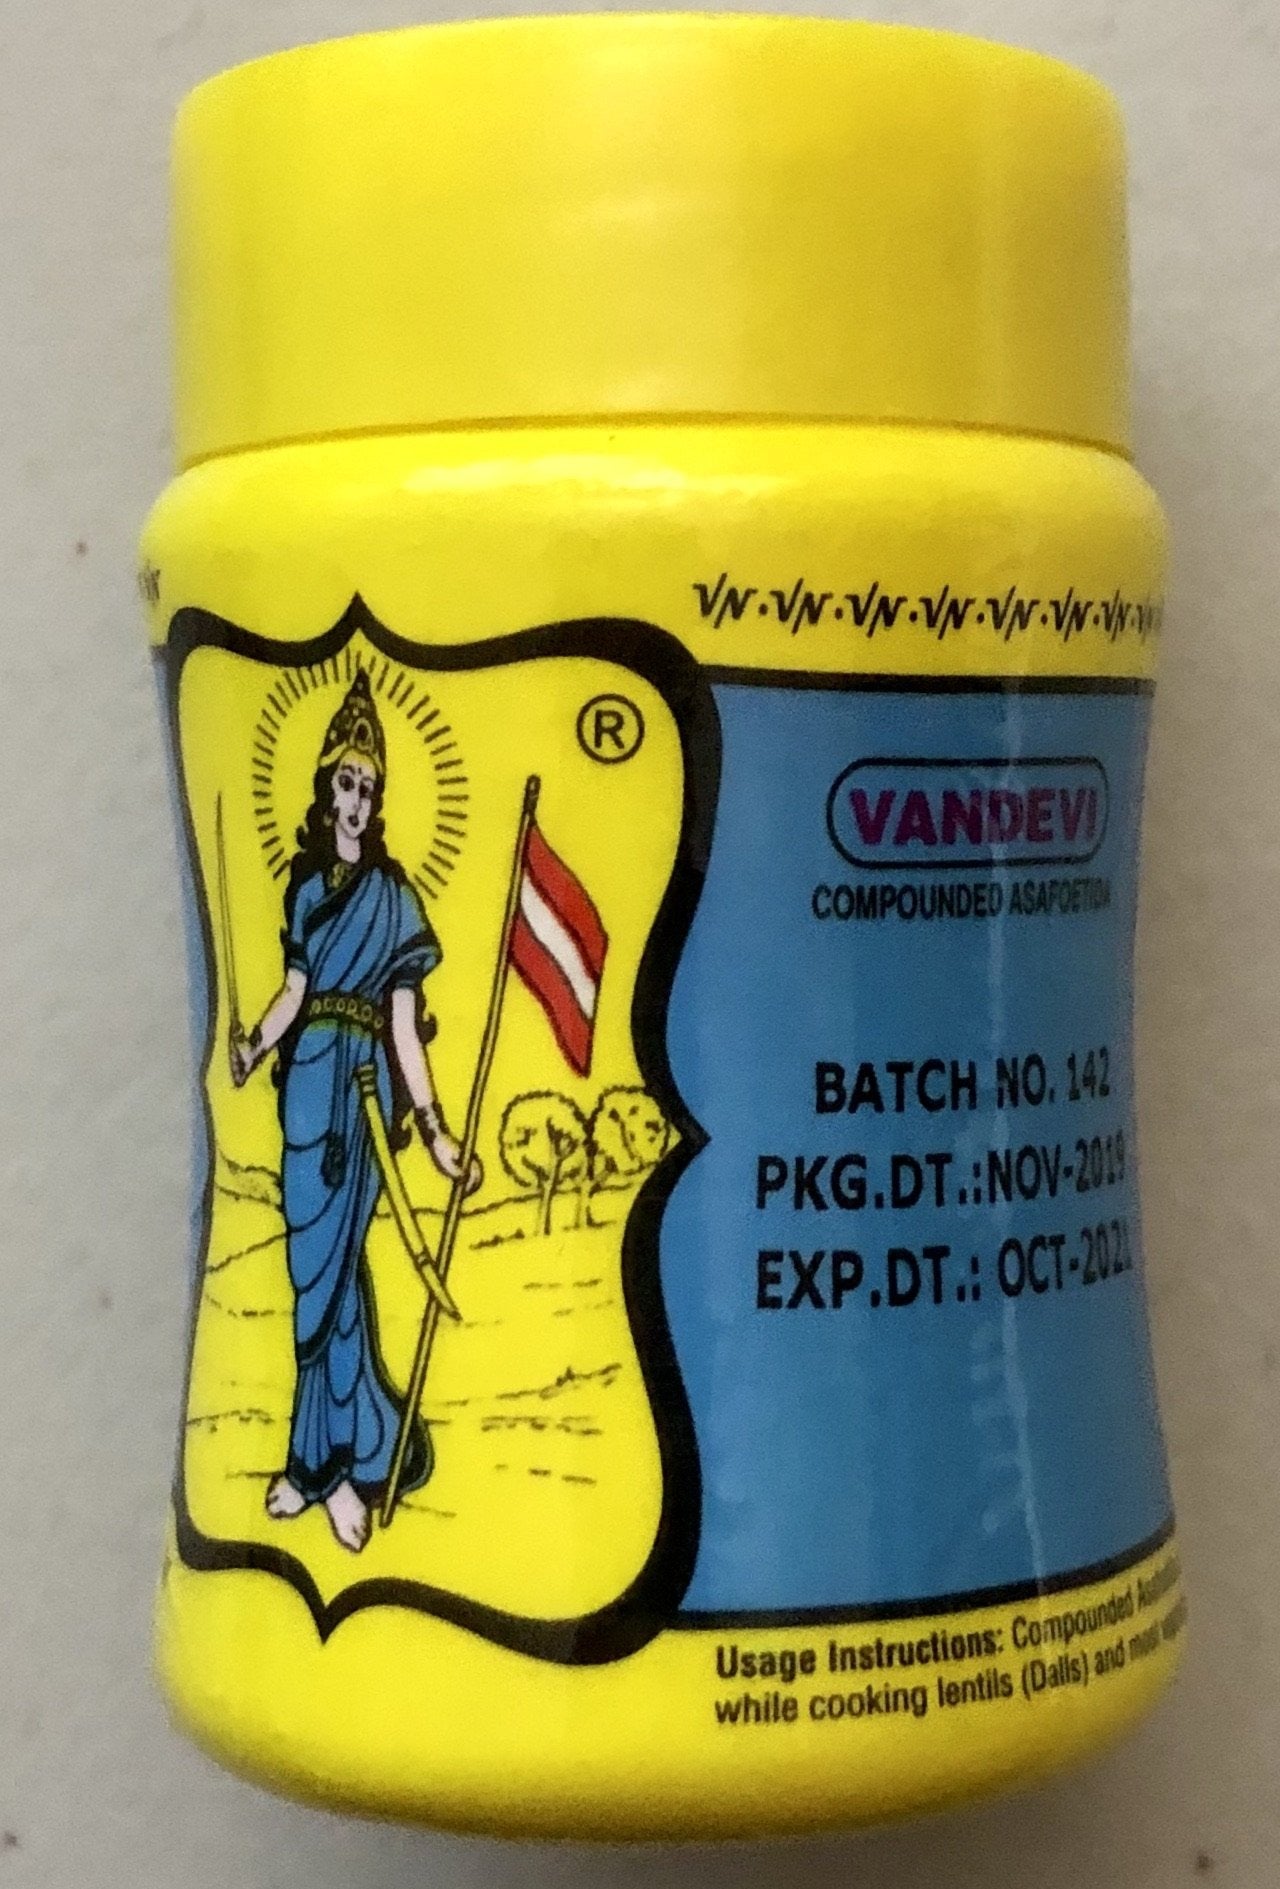 VN.VN.VN.VN.VN.VN.VN.
®
VANDEVI
COMPOUNDED ASAFOETIDA
BATCH NO. 142
PKG.DT.:NOV-2019
EXP.DT.: OCT-2021
Usage Instructions: Compounded
while cooking lentils (Dalls) and most